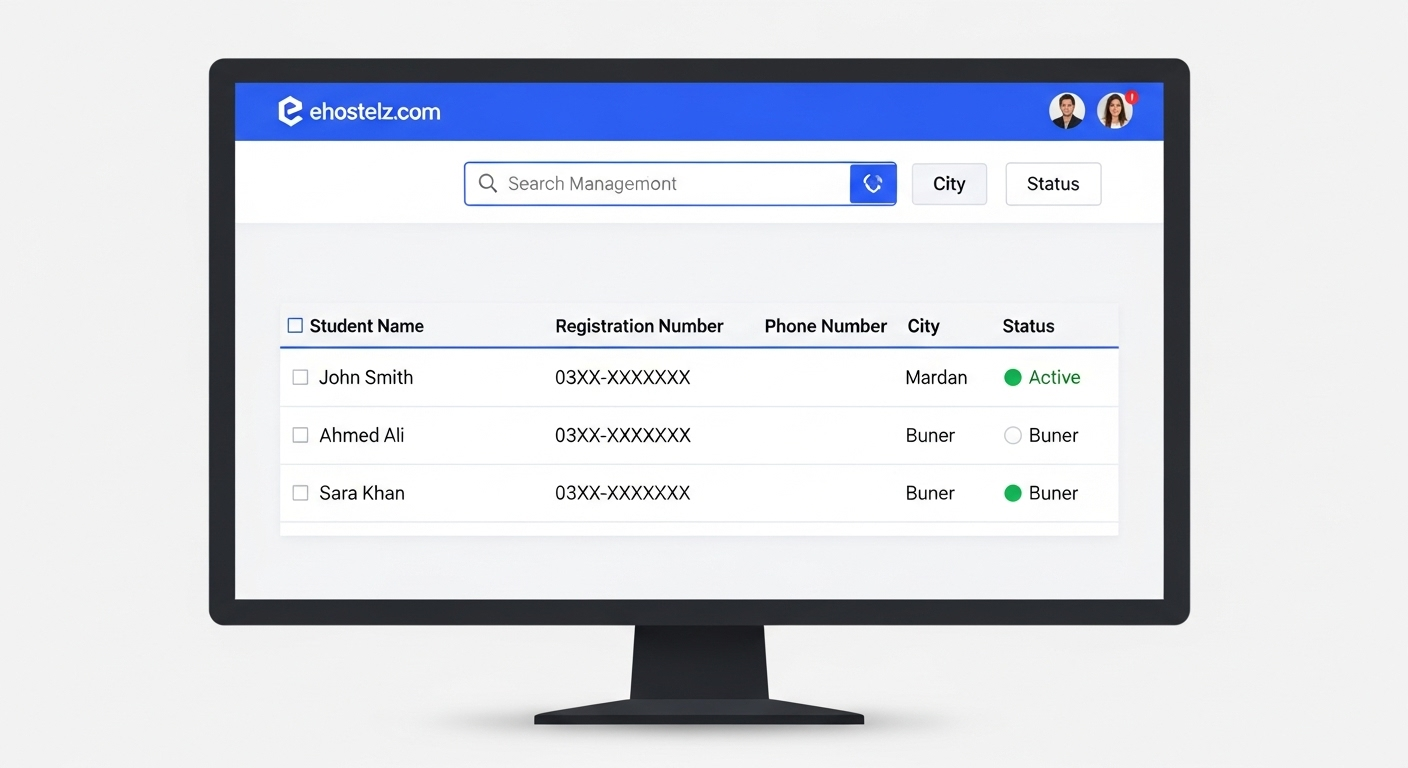 ehostelz.com
Search Managemont City Status
Student Name Registration Number Phone Number City Status
John Smith 03XX-XXXXXXX Mardan Active
Ahmed Ali 03XX-XXXXXXX Buner Buner
Sara Khan 03XX-XXXXXXX Buner Buner